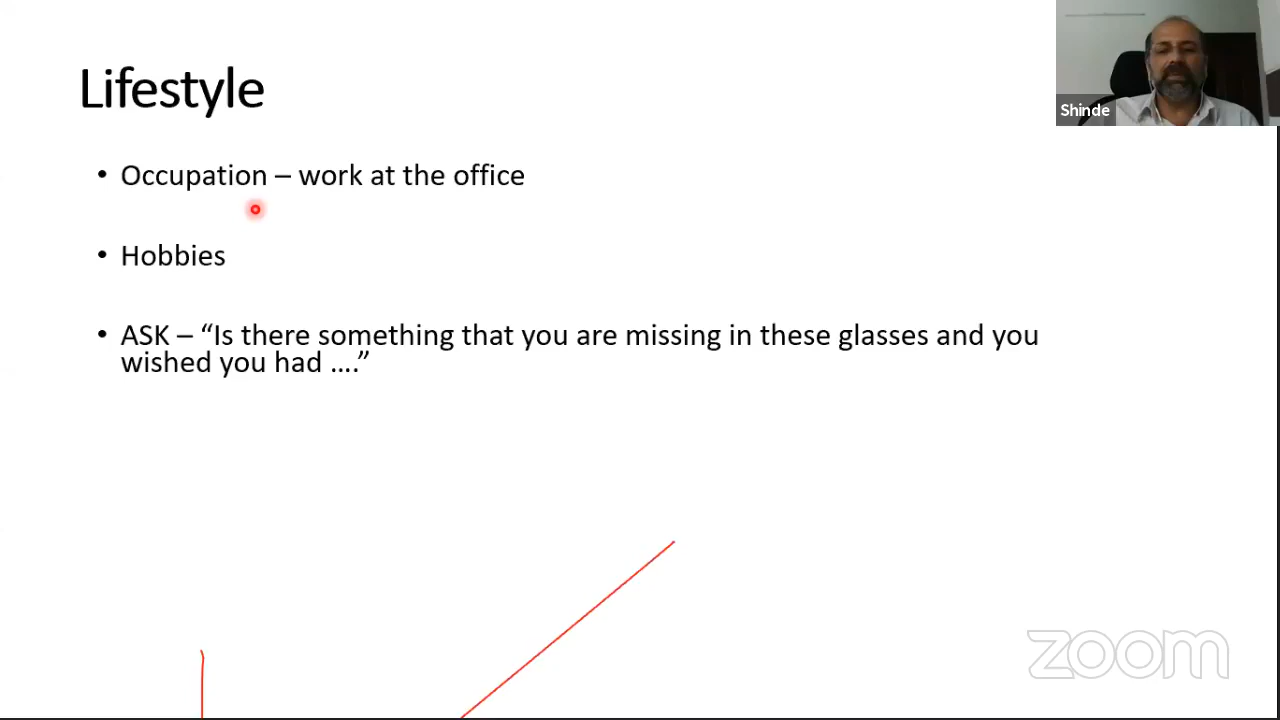 Lifestyle
Shinde
• Occupation – work at the office
• Hobbies
• ASK – “Is there something that you are missing in these glasses and you
wished you had ….”
zoom